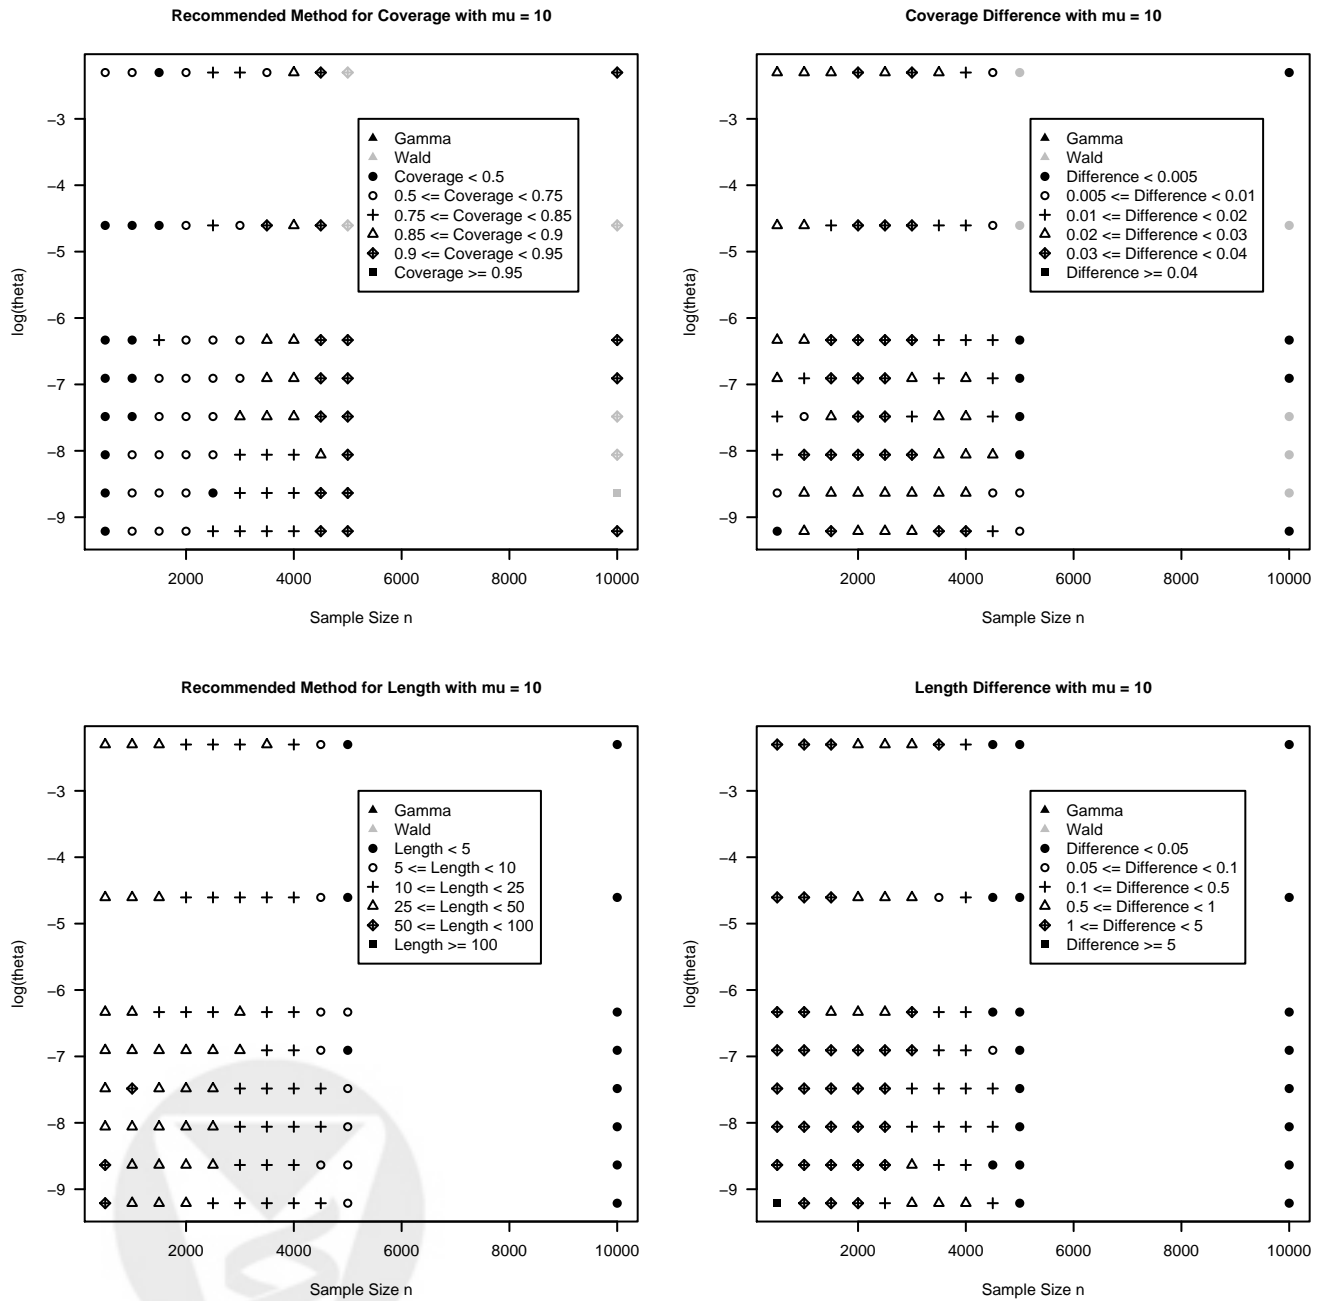 Recommended Method for Coverage with mu = 10
−3
−4
−5
−6
−7
−8
−9
log(theta)
Gamma
Wald
Coverage < 0.5
0.5 <= Coverage < 0.75
0.75 <= Coverage < 0.85
0.85 <= Coverage < 0.9
0.9 <= Coverage < 0.95
Coverage >= 0.95
2000 4000 6000 8000 10000
Sample Size n
Coverage Difference with mu = 10
−3
−4
−5
−6
−7
−8
−9
log(theta)
Gamma
Wald
Difference < 0.005
0.005 <= Difference < 0.01
0.01 <= Difference < 0.02
0.02 <= Difference < 0.03
0.03 <= Difference < 0.04
Difference >= 0.04
2000 4000 6000 8000 10000
Sample Size n
Recommended Method for Length with mu = 10
−3
−4
−5
−6
−7
−8
−9
log(theta)
Gamma
Wald
Length < 5
5 <= Length < 10
10 <= Length < 25
25 <= Length < 50
50 <= Length < 100
Length >= 100
2000 4000 6000 8000 10000
Sample Size n
Length Difference with mu = 10
−3
−4
−5
−6
−7
−8
−9
log(theta)
Gamma
Wald
Difference < 0.05
0.05 <= Difference < 0.1
0.1 <= Difference < 0.5
0.5 <= Difference < 1
1 <= Difference < 5
Difference >= 5
2000 4000 6000 8000 10000
Sample Size n